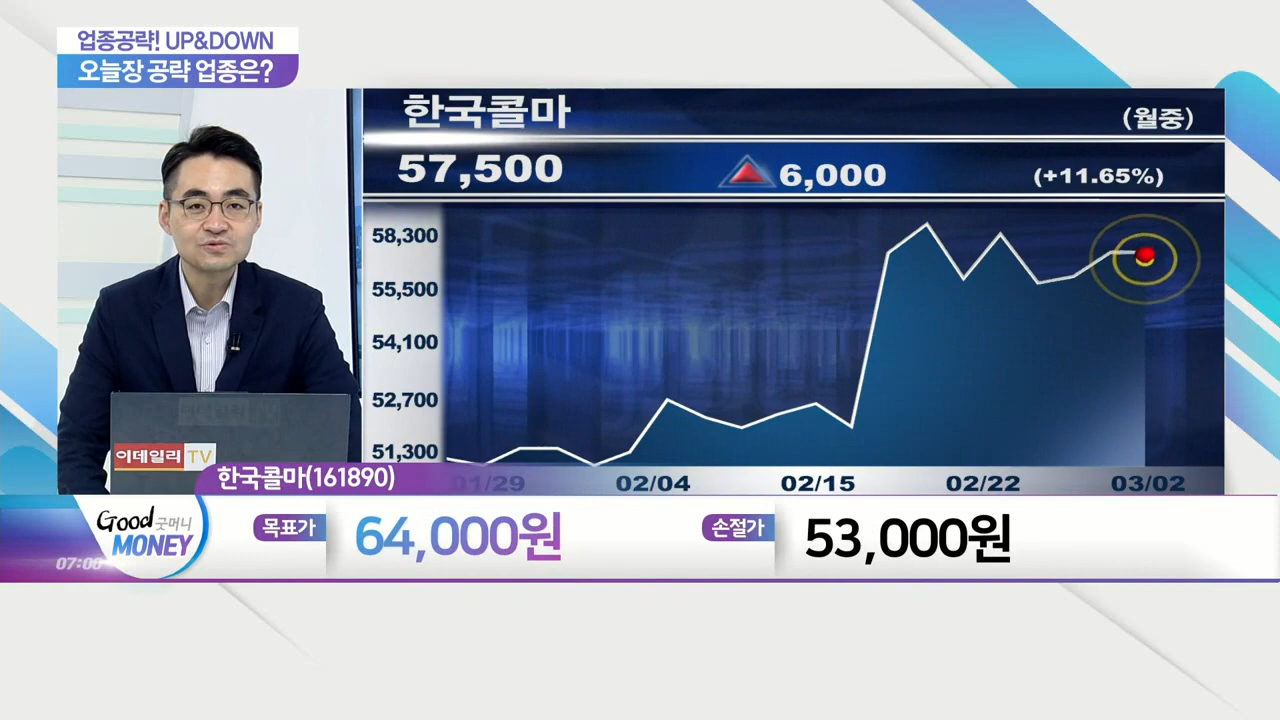 업종공략! UP&DOWN
오늘장 공략 업종은?
한국콜마
(월중)
57,500
6,000
(+11.65%)
58,300
55,500
54,100
52,700
51,300
01/29
02/04
02/15
02/22
03/02
이데일리 TV
한국콜마(161890)
Good 굿머니
MONEY
07:00
목표가
64,000원
손절가
53,000원